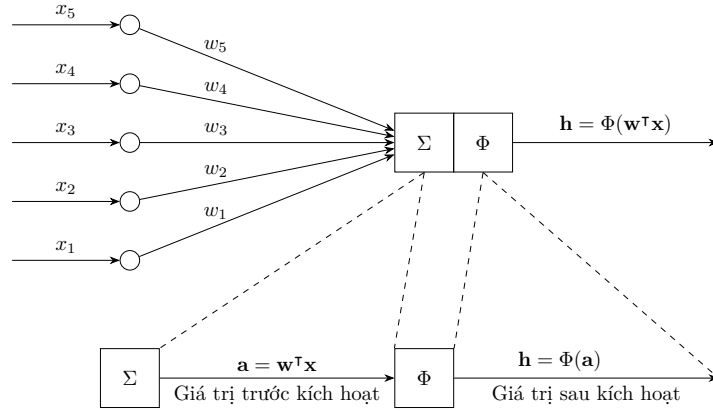 x₅
w₅
x₄
w₄
x₃
w₃
Σ
Φ
h = Φ(wᵀx)
x₂
w₂
x₁
w₁
Σ
a = wᵀx
Giá trị trước kích hoạt
Φ
h = Φ(a)
Giá trị sau kích hoạt